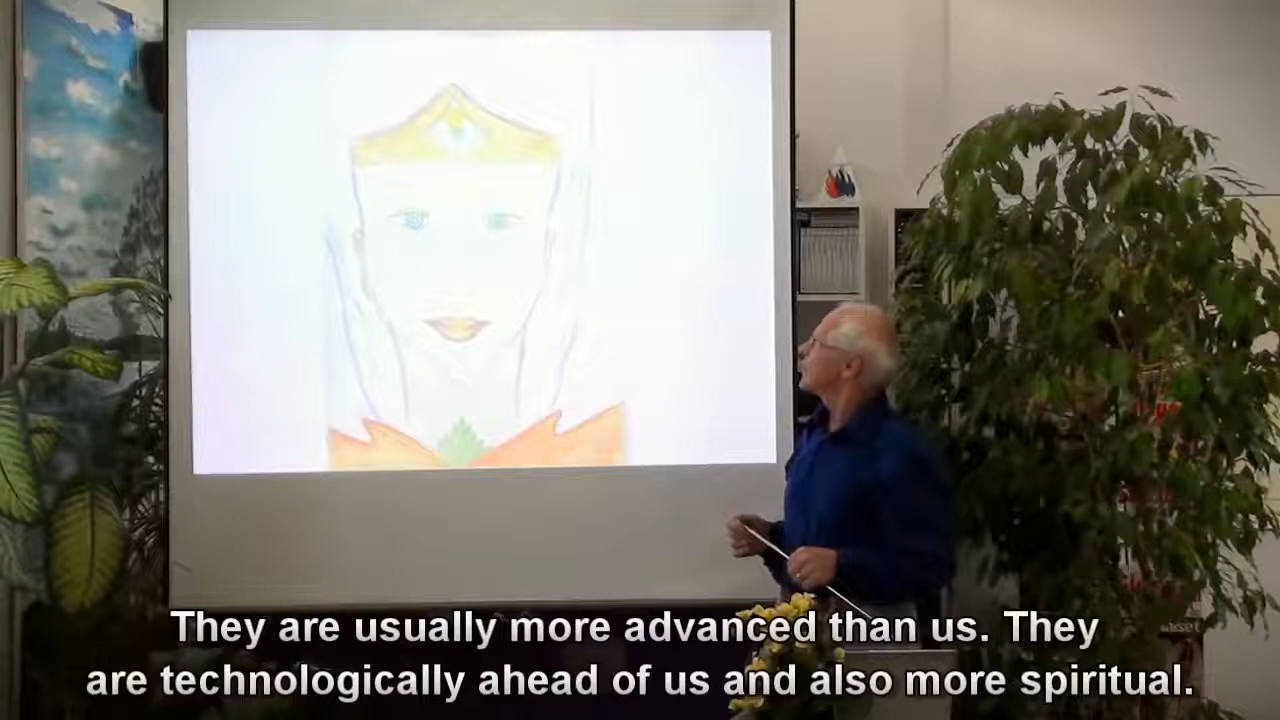 They are usually more advanced than us. They
are technologically ahead of us and also more spiritual.